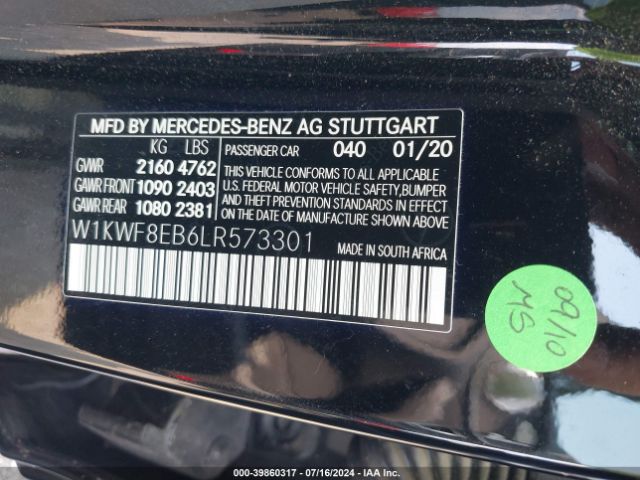 MFD BY MERCEDES-BENZ AG STUTTGART
KG LBS
GVWR 2160 4762
GAWR FRONT 1090 2403
GAWR REAR 1080 2381
PASSENGER CAR 040 01/20
THIS VEHICLE CONFORMS TO ALL APPLICABLE
U.S. FEDERAL MOTOR VEHICLE SAFETY,BUMPER
AND THEFT PREVENTION STANDARDS IN EFFECT
ON THE DATE OF MANUFACTURE SHOWN ABOVE.
W1KWF8EB6LR573301
MADE IN SOUTH AFRICA
09/10
MS
000-39860317 - 07/16/2024 - IAA Inc.